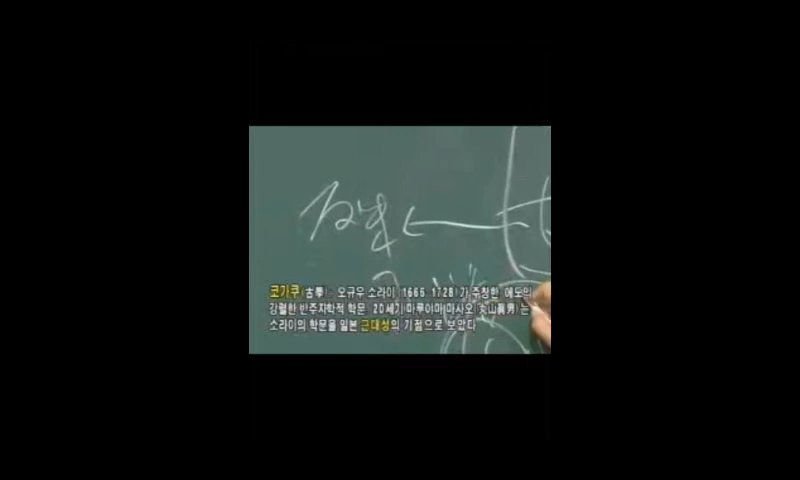 反朱
코기쿠(古學) : 오규우 소라이 (1666 1728)가 주창한 에도의
강렬한 반주자학적 학문. 20세기 마루야마 마사오 (丸山眞男)는
소라이의 학문을 일본 근대성의 기점으로 보았다